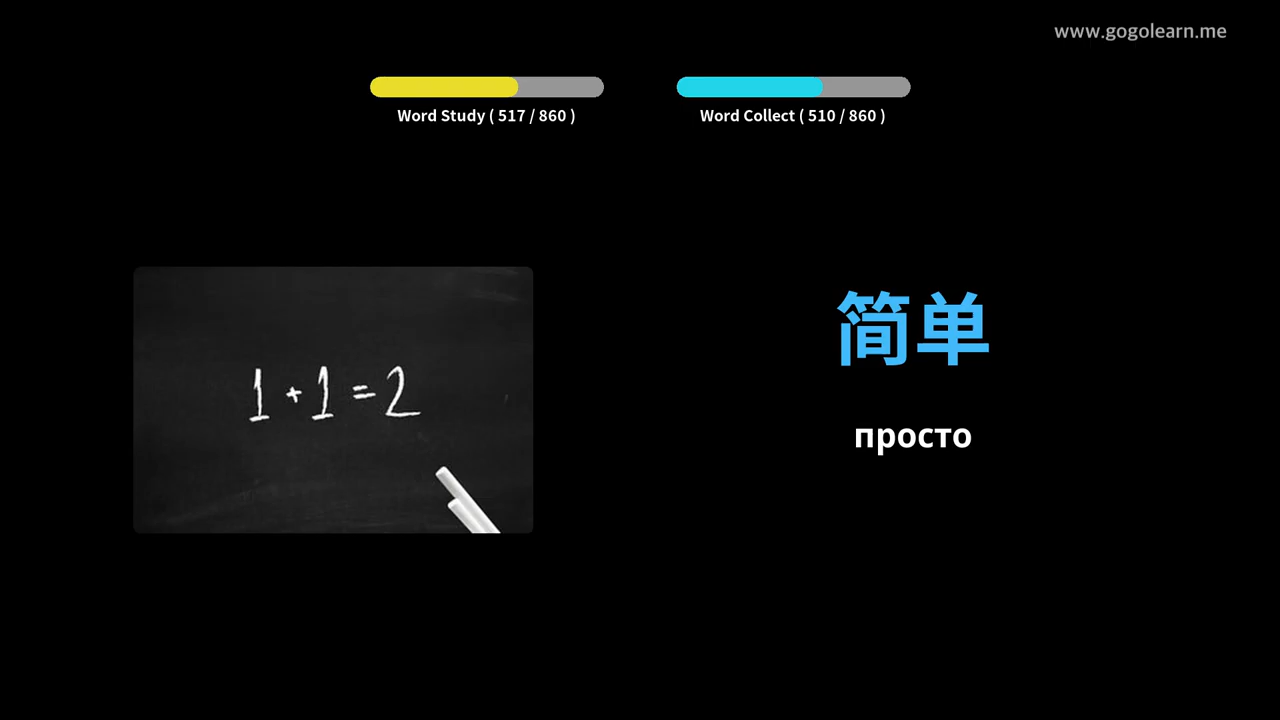 www.gogolearn.me
Word Study ( 517 / 860 )
Word Collect ( 510 / 860 )
1 + 1 = 2
简单
просто